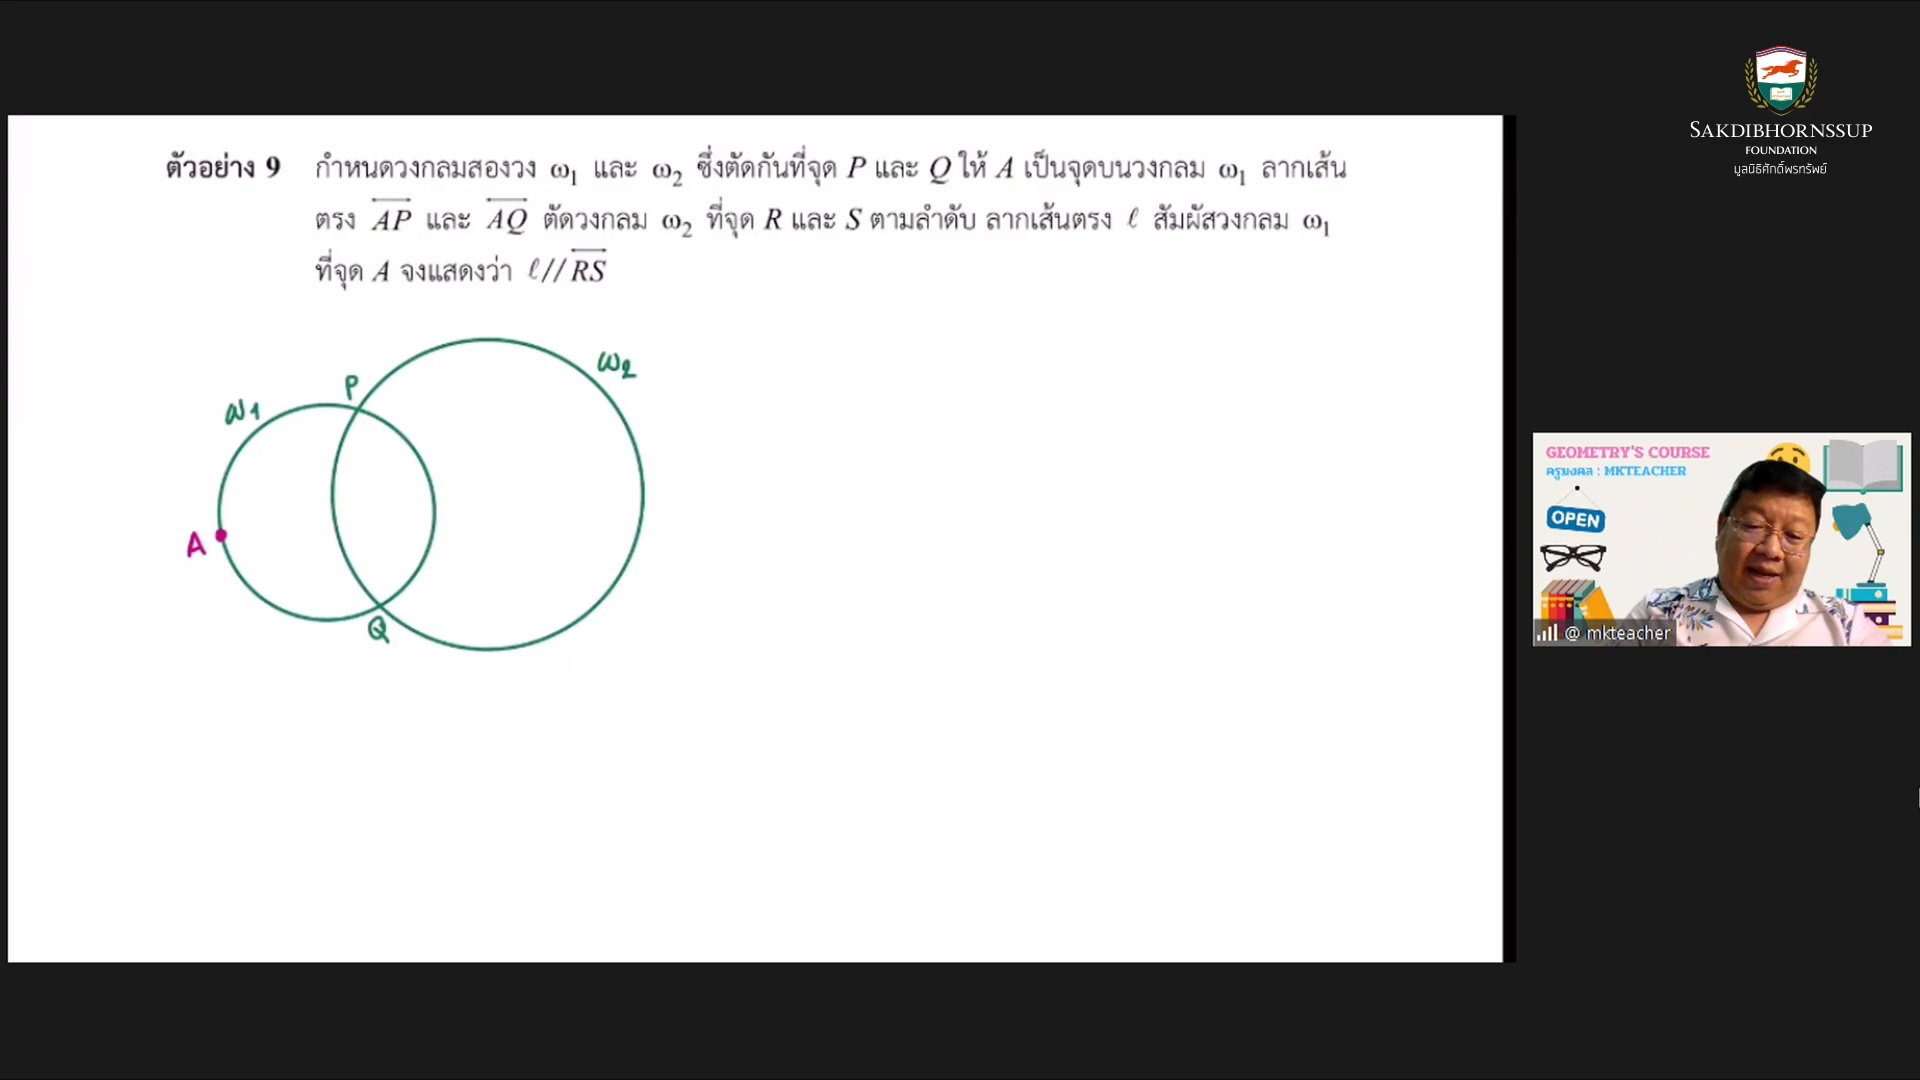 SAKDIBHORNSSUP
FOUNDATION
มูลนิธิศักดิ์พรทรัพย์
ตัวอย่าง 9 กำหนดวงกลมสองวง ω₁ และ ω₂ ซึ่งตัดกันที่จุด P และ Q ให้ A เป็นจุดบนวงกลม ω₁ ลากเส้น
ตรง AP และ AQ ตัดวงกลม ω₂ ที่จุด R และ S ตามลำดับ ลากเส้นตรง ℓ สัมผัสวงกลม ω₁
ที่จุด A จงแสดงว่า ℓ//RS
ω2
P
ω1
A
Q
GEOMETRY'S COURSE
ครูมงคล : MKTEACHER
OPEN
@ mkteacher